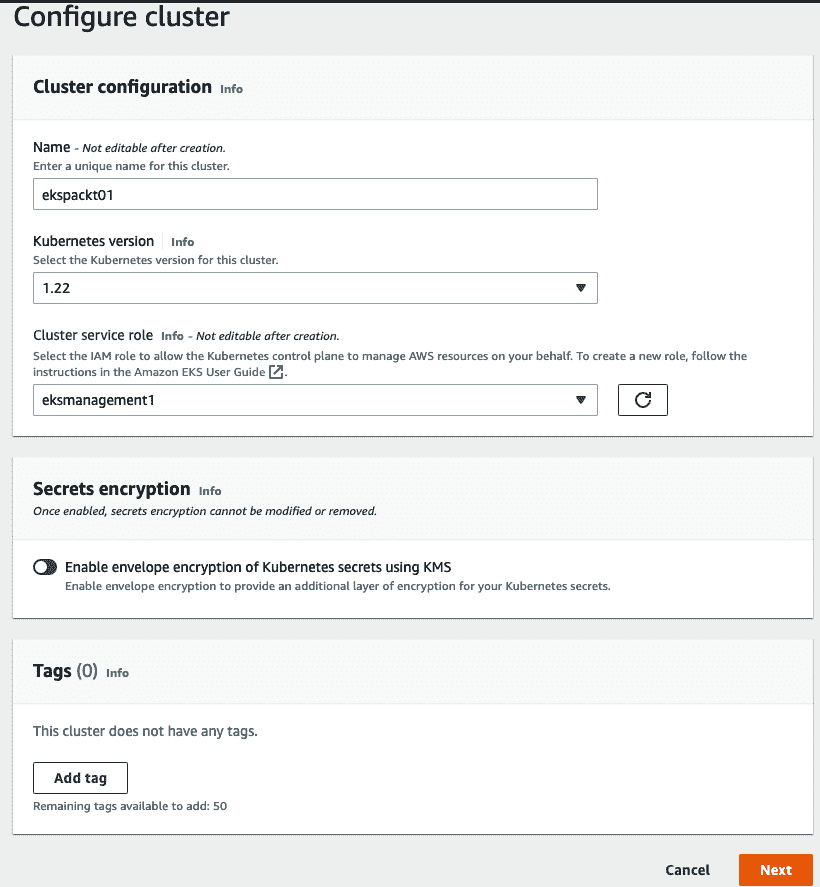 Configure cluster
Cluster configuration Info
Name - Not editable after creation.
Enter a unique name for this cluster.
ekspackt01
Kubernetes version Info
Select the Kubernetes version for this cluster.
1.22
Cluster service role Info - Not editable after creation.
Select the IAM role to allow the Kubernetes control plane to manage AWS resources on your behalf. To create a new role, follow the
instructions in the Amazon EKS User Guide.
eksmanagement1
Secrets encryption Info
Once enabled, secrets encryption cannot be modified or removed.
Enable envelope encryption of Kubernetes secrets using KMS
Enable envelope encryption to provide an additional layer of encryption for your Kubernetes secrets.
Tags (0) Info
This cluster does not have any tags.
Add tag
Remaining tags available to add: 50
Cancel Next